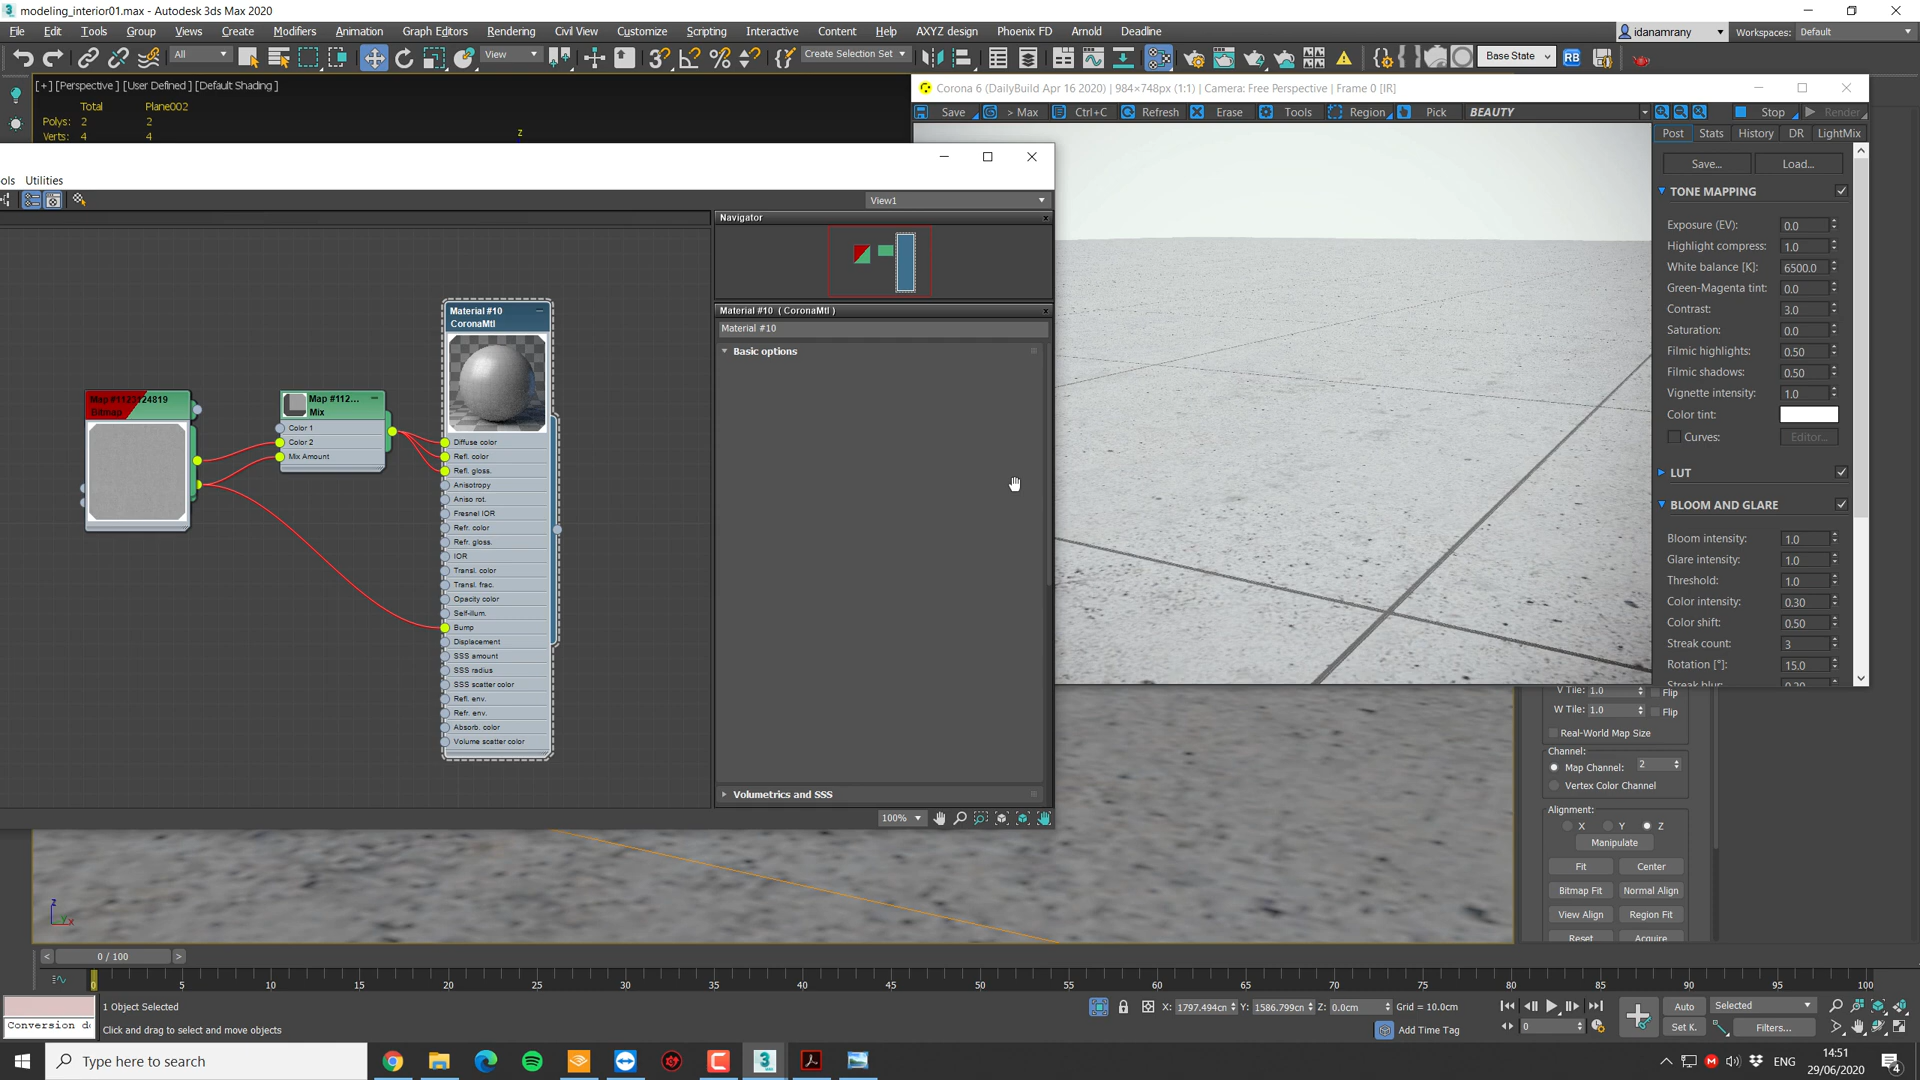 modeling_interior01.max - Autodesk 3ds Max 2020
File Edit Tools Group Views Create Modifiers Animation Graph Editors Rendering Civil View Customize Scripting Interactive Content Help AXYZ design Phoenix FD Arnold Deadline
idanamrany Workspaces: Default
All View Create Selection Set Base State RB
[+] [Perspective ] [User Defined ] [Default Shading ]
Total Plane002
Polys: 2 2
Verts: 4 4
z
Corona 6 (DailyBuild Apr 16 2020) | 984×748px (1:1) | Camera: Free Perspective | Frame 0 [IR]
Save > Max Ctrl+C Refresh Erase Tools Region Pick BEAUTY Stop Render
Post Stats History DR LightMix
Save... Load...
TONE MAPPING
Exposure (EV): 0.0
Highlight compress: 1.0
White balance [K]: 6500.0
Green-Magenta tint: 0.0
Contrast: 3.0
Saturation: 0.0
Filmic highlights: 0.50
Filmic shadows: 0.50
Vignette intensity: 1.0
Color tint:
Curves: Editor...
LUT
BLOOM AND GLARE
Bloom intensity: 1.0
Glare intensity: 1.0
Threshold: 1.0
Color intensity: 0.30
Color shift: 0.50
Streak count: 3
Rotation [°]: 15.0
Streak blur: 0.20
ols Utilities
View1
Navigator
Material #10 ( CoronaMtl )
Material #10
Basic options
Volumetrics and SSS
100%
Map #1123124819
Bitmap
Map #112...
Mix
Color 1
Color 2
Mix Amount
Material #10
CoronaMtl
Diffuse color
Refl. color
Refl. gloss.
Anisotropy
Aniso rot.
Fresnel IOR
Refr. color
Refr. gloss.
IOR
Transl. color
Transl. frac.
Opacity color
Self-illum.
Bump
Displacement
SSS amount
SSS radius
SSS scatter color
Refl. env.
Refr. env.
Absorb. color
Volume scatter color
V Tile: 1.0 Flip
W Tile: 1.0 Flip
Real-World Map Size
Channel:
Map Channel: 2
Vertex Color Channel
Alignment:
X Y Z
Manipulate
Fit Center
Bitmap Fit Normal Align
View Align Region Fit
Reset Acquire
z
y x
< 0 / 100 >
0 5 10 15 20 25 30 35 40 45 50 55 60 65 70 75 80 85 90 95 100
1 Object Selected
Conversion d
Click and drag to select and move objects
X: 1797.494cn Y: 1586.799cn Z: 0.0cm Grid = 10.0cm
Add Time Tag
0
Auto Selected
Set K. Filters...
Type here to search
3
ENG
14:51
29/06/2020
4